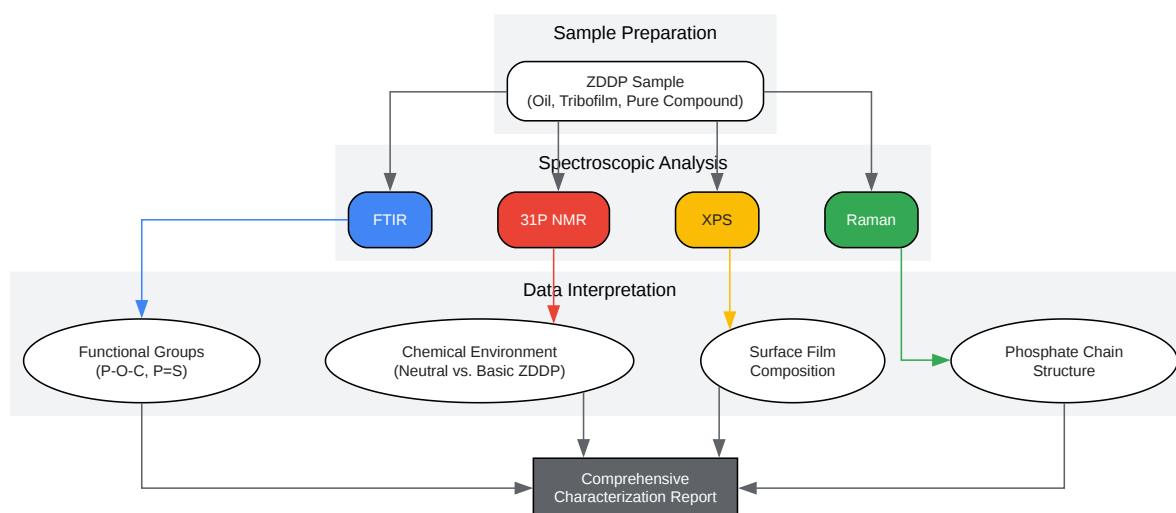 Sample Preparation
ZDDP Sample
(Oil, Tribofilm, Pure Compound)
Spectroscopic Analysis
FTIR
31P NMR
XPS
Raman
Data Interpretation
Functional Groups
(P-O-C, P=S)
Chemical Environment
(Neutral vs. Basic ZDDP)
Surface Film
Composition
Phosphate Chain
Structure
Comprehensive
Characterization Report